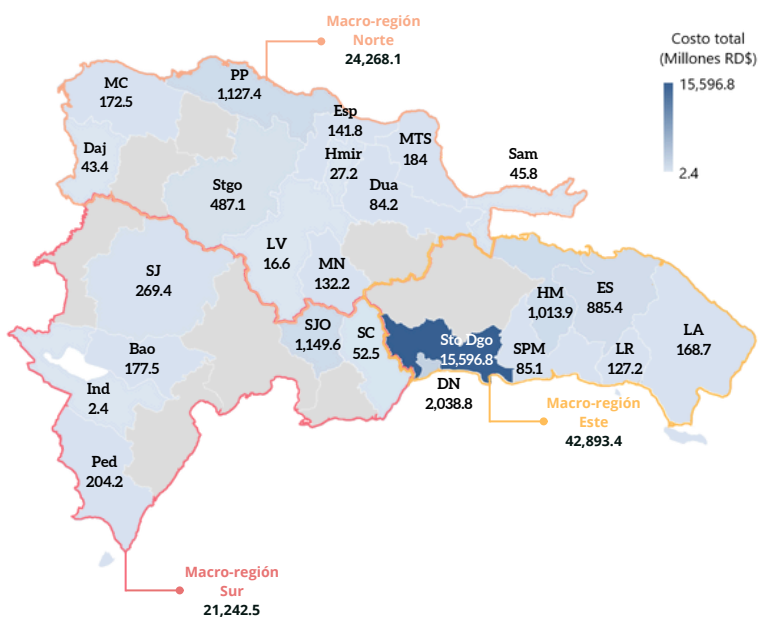 Macro-región
Norte
24,268.1
Costo total
(Millones RD$)
15,596.8
2.4
MC
172.5
PP
1,127.4
Esp
141.8
MTS
184
Daj
43.4
Hmir
27.2
Sam
45.8
Stgo
487.1
Dua
84.2
LV
16.6
MN
132.2
SJ
269.4
HM
1,013.9
ES
885.4
SJO
1,149.6
SC
52.5
Sto Dgo
15,596.8
SPM
85.1
LR
127.2
LA
168.7
Bao
177.5
DN
2,038.8
Ind
2.4
Macro-región
Este
42,893.4
Ped
204.2
Macro-región
Sur
21,242.5